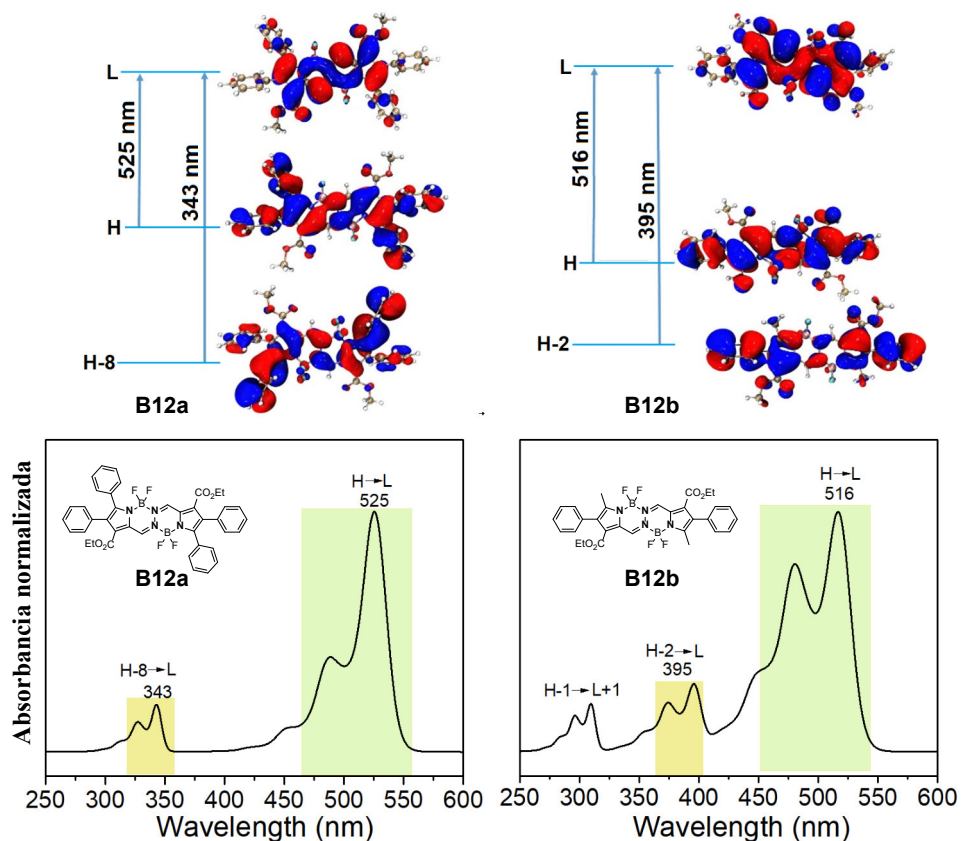 L
525 nm
343 nm
H
H-8
B12a
L
516 nm
395 nm
H
H-2
B12b
→
Absorbancia normalizada
H→L
525
F F
B
N N
CO₂Et
N N
EtO₂C
B
F F
B12a
H-8→L
343
250 300 350 400 450 500 550 600
Wavelength (nm)
H→L
516
F F
B
N N
CO₂Et
N N
EtO₂C
B
F F
B12b
H-2→L
395
H-1→L+1
250 300 350 400 450 500 550 600
Wavelength (nm)